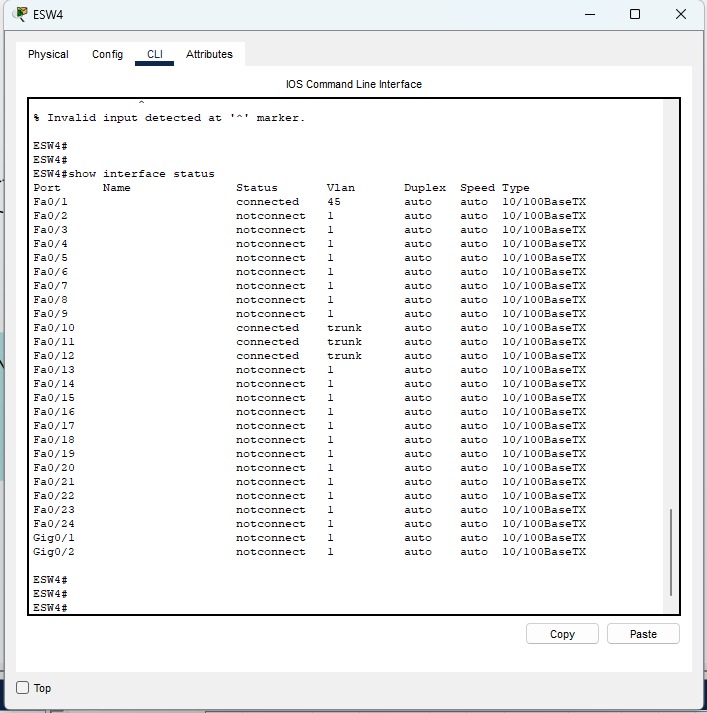 ESW4
Physical Config CLI Attributes
IOS Command Line Interface
^
% Invalid input detected at '^' marker.
ESW4#
ESW4#
ESW4#show interface status
Port Name Status Vlan Duplex Speed Type
Fa0/1 connected 45 auto auto 10/100BaseTX
Fa0/2 notconnect 1 auto auto 10/100BaseTX
Fa0/3 notconnect 1 auto auto 10/100BaseTX
Fa0/4 notconnect 1 auto auto 10/100BaseTX
Fa0/5 notconnect 1 auto auto 10/100BaseTX
Fa0/6 notconnect 1 auto auto 10/100BaseTX
Fa0/7 notconnect 1 auto auto 10/100BaseTX
Fa0/8 notconnect 1 auto auto 10/100BaseTX
Fa0/9 notconnect 1 auto auto 10/100BaseTX
Fa0/10 connected trunk auto auto 10/100BaseTX
Fa0/11 connected trunk auto auto 10/100BaseTX
Fa0/12 connected trunk auto auto 10/100BaseTX
Fa0/13 notconnect 1 auto auto 10/100BaseTX
Fa0/14 notconnect 1 auto auto 10/100BaseTX
Fa0/15 notconnect 1 auto auto 10/100BaseTX
Fa0/16 notconnect 1 auto auto 10/100BaseTX
Fa0/17 notconnect 1 auto auto 10/100BaseTX
Fa0/18 notconnect 1 auto auto 10/100BaseTX
Fa0/19 notconnect 1 auto auto 10/100BaseTX
Fa0/20 notconnect 1 auto auto 10/100BaseTX
Fa0/21 notconnect 1 auto auto 10/100BaseTX
Fa0/22 notconnect 1 auto auto 10/100BaseTX
Fa0/23 notconnect 1 auto auto 10/100BaseTX
Fa0/24 notconnect 1 auto auto 10/100BaseTX
Gig0/1 notconnect 1 auto auto 10/100BaseTX
Gig0/2 notconnect 1 auto auto 10/100BaseTX
ESW4#
ESW4#
ESW4#
Copy Paste
Top